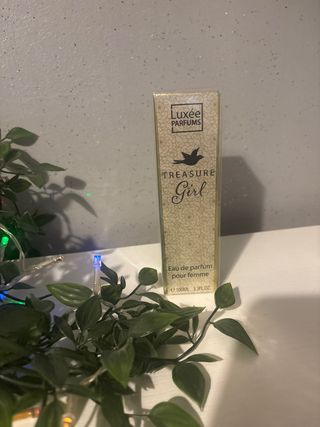 Luxée
PARFUMS
TREASURE
Girl
Eau de parfum
pour femme
℮ 100ML 3.3FL.OZ